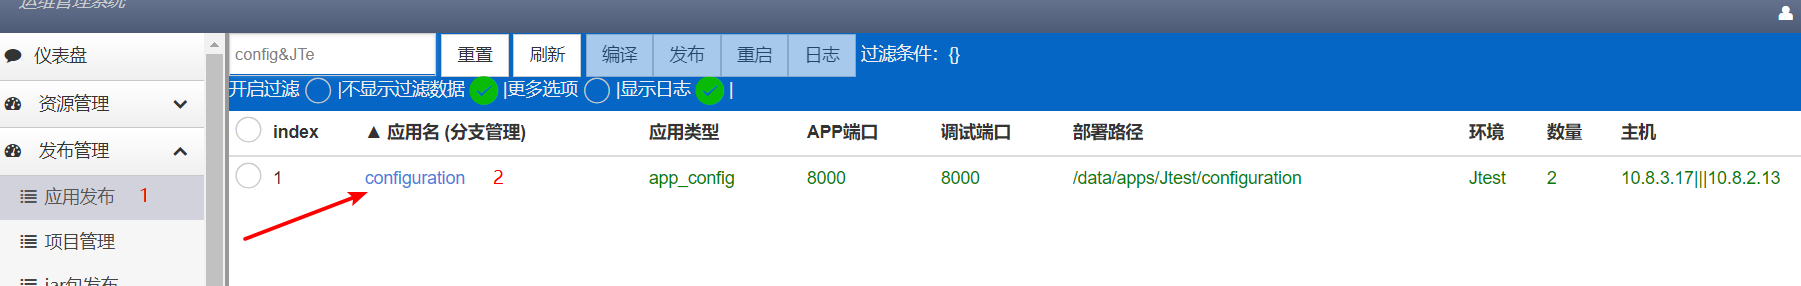 运维管理系统
仪表盘
资源管理
发布管理
应用发布 1
项目管理
jar包发布
config&JTe 重置 刷新 编译 发布 重启 日志 过滤条件：{}
开启过滤 |不显示过滤数据 |更多选项 |显示日志 |
index ▲ 应用名 (分支管理) 应用类型 APP端口 调试端口 部署路径 环境 数量 主机
1 configuration 2 app_config 8000 8000 /data/apps/Jtest/configuration Jtest 2 10.8.3.17|||10.8.2.13